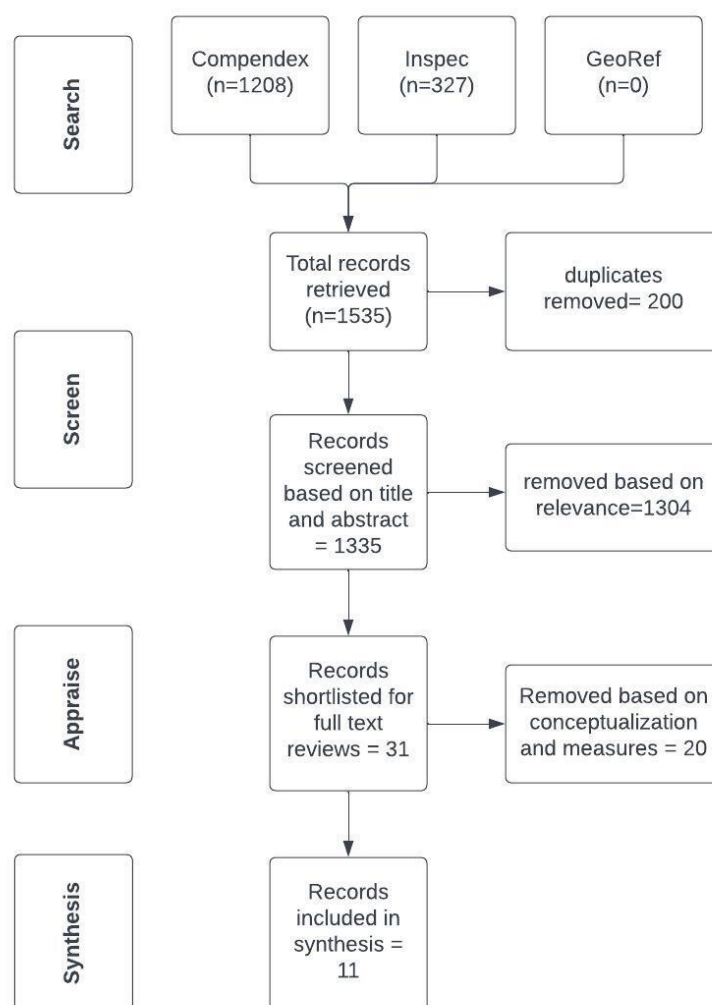 Search
Compendex
(n=1208)
Inspec
(n=327)
GeoRef
(n=0)
Total records
retrieved
(n=1535)
duplicates
removed= 200
Screen
Records
screened
based on title
and abstract
= 1335
removed based on
relevance=1304
Appraise
Records
shortlisted for
full text
reviews = 31
Removed based on
conceptualization
and measures = 20
Synthesis
Records
included in
synthesis =
11